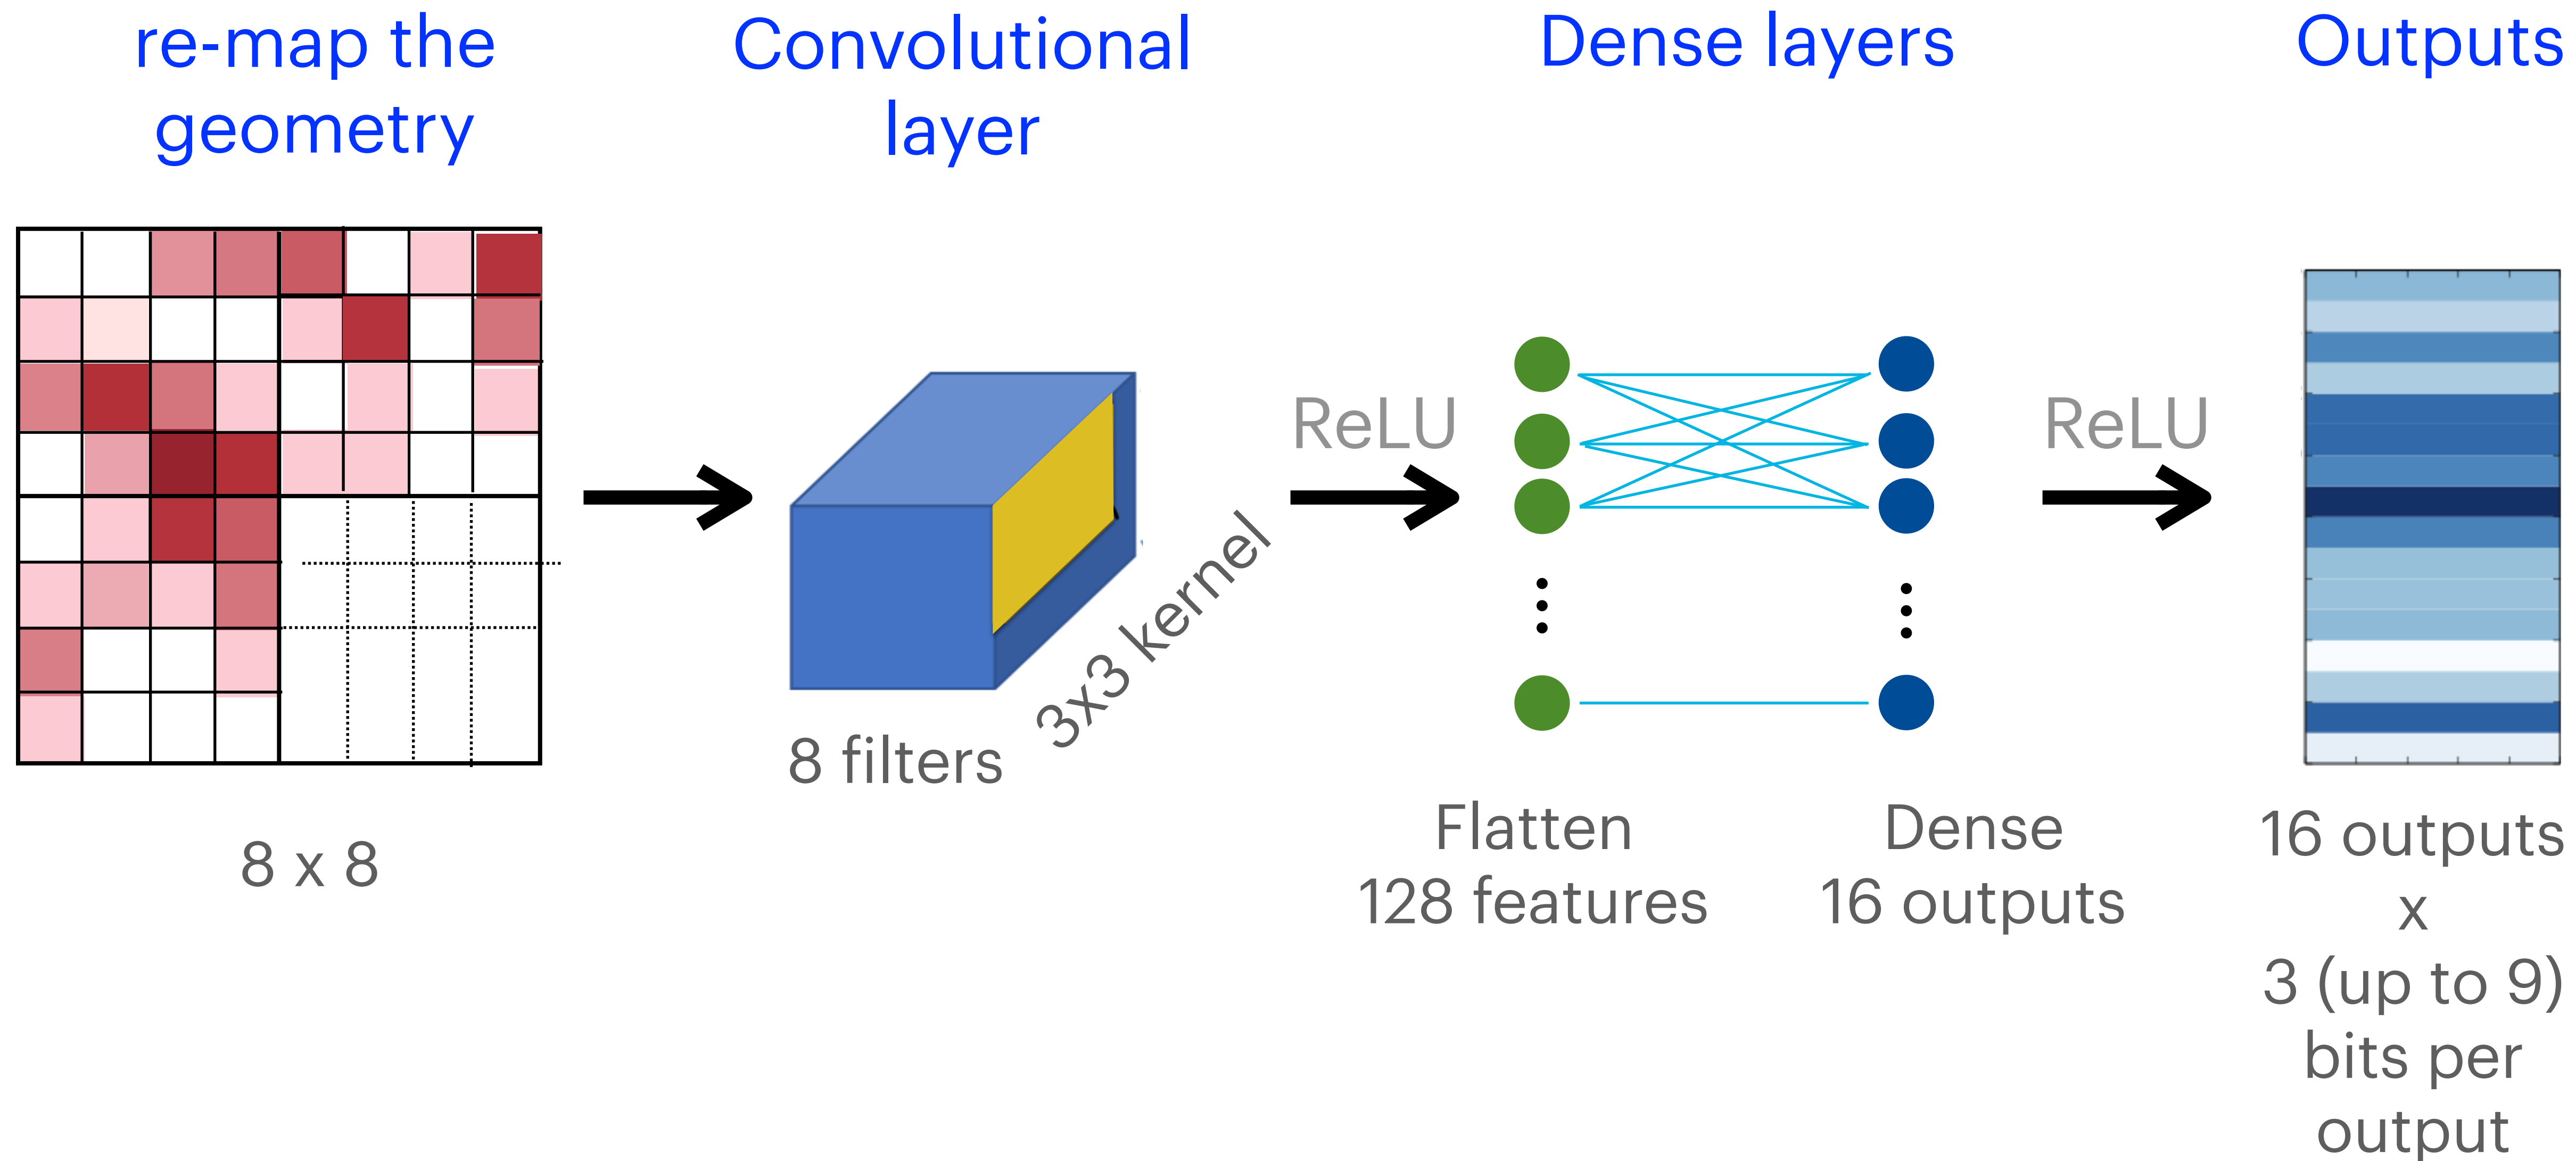 re-map the
geometry
Convolutional
layer
Dense layers
Outputs
8 x 8
8 filters
3x3 kernel
ReLU
Flatten
128 features
Dense
16 outputs
ReLU
16 outputs
x
3 (up to 9)
bits per
output